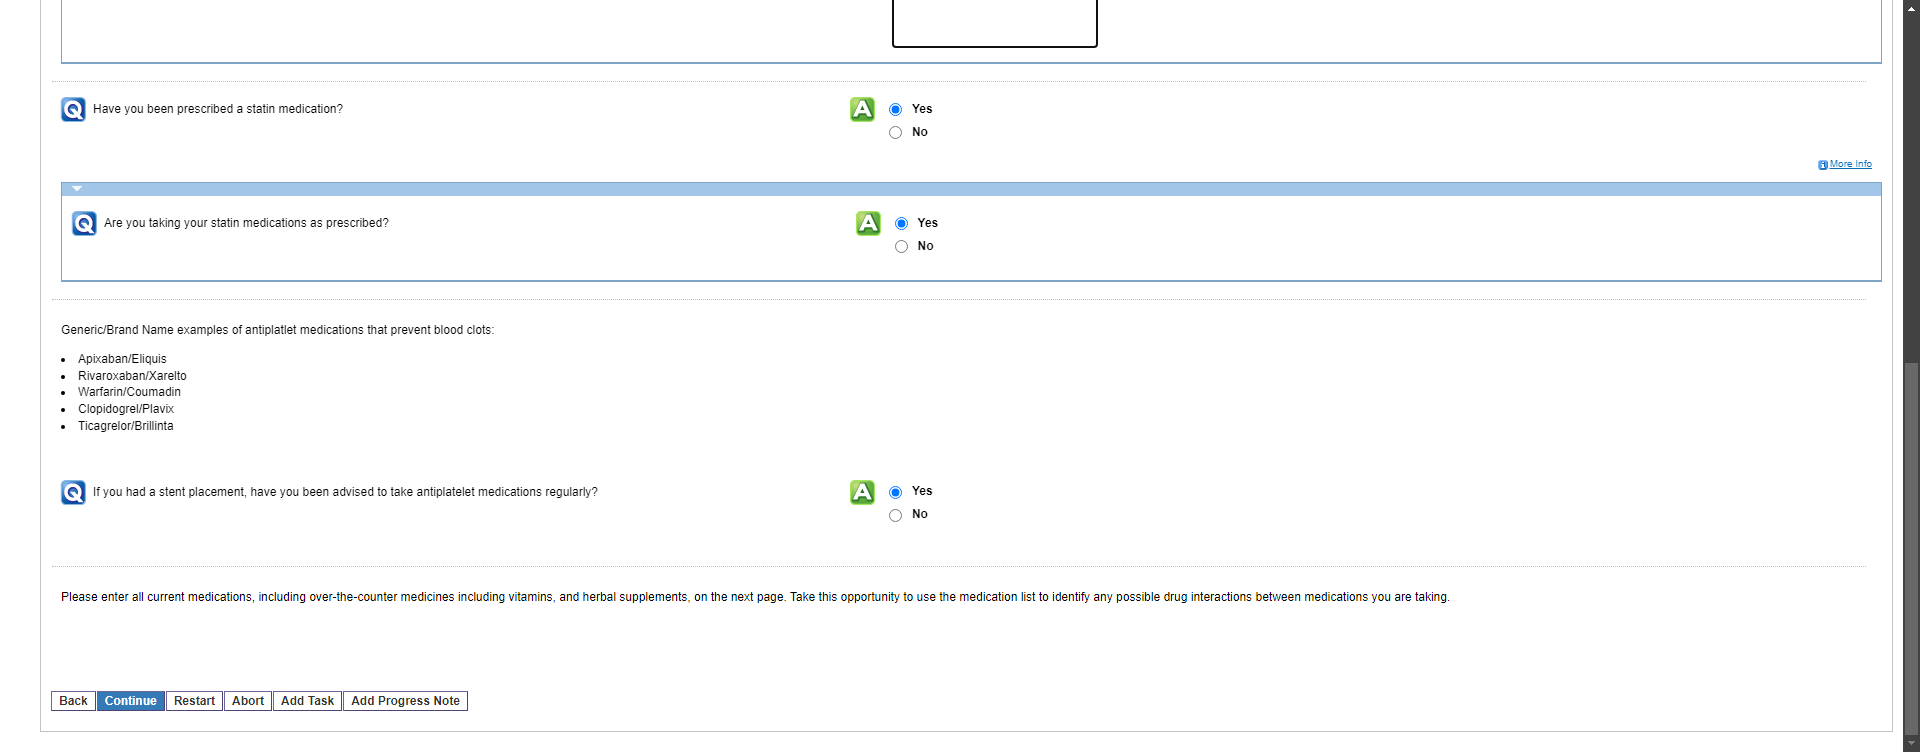 Q Have you been prescribed a statin medication? A Yes
No
More Info
Q Are you taking your statin medications as prescribed? A Yes
No
Generic/Brand Name examples of antiplatlet medications that prevent blood clots:
• Apixaban/Eliquis
• Rivaroxaban/Xarelto
• Warfarin/Coumadin
• Clopidogrel/Plavix
• Ticagrelor/Brillinta
Q If you had a stent placement, have you been advised to take antiplatelet medications regularly? A Yes
No
Please enter all current medications, including over-the-counter medicines including vitamins, and herbal supplements, on the next page. Take this opportunity to use the medication list to identify any possible drug interactions between medications you are taking.
Back Continue Restart Abort Add Task Add Progress Note